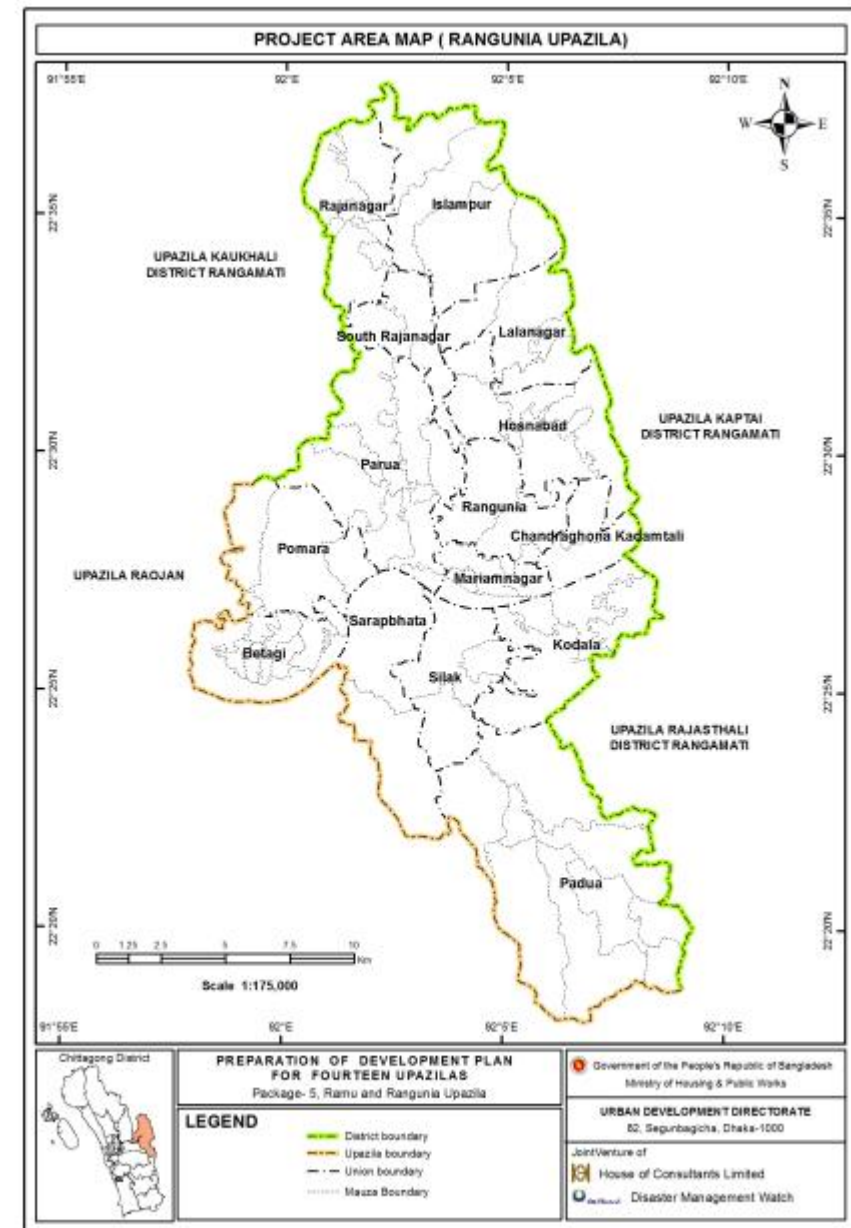 PROJECT AREA MAP ( RANGUNIA UPAZILA)
91°55'E
92°E
92°5'E
92°10'E
N
W
E
S
22°35'N
22°35'N
Rajanagar
Islampur
UPAZILA KAUKHALI
DISTRICT RANGAMATI
South Rajanagar
Lalanagar
UPAZILA KAPTAI
DISTRICT RANGAMATI
Hosnabad
22°30'N
22°30'N
Parua
Rangunia
Chandraghona Kadamtali
Pomara
Mariamnagar
UPAZILA RAOJAN
Sarapbhata
Betagi
Kodala
Silak
22°25'N
22°25'N
UPAZILA RAJASTHALI
DISTRICT RANGAMATI
Padua
22°20'N
22°20'N
0 1.25 2.5 5 7.5 10
Km
Scale 1:175,000
91°55'E
92°E
92°5'E
92°10'E
Chittagong District
PREPARATION OF DEVELOPMENT PLAN
FOR FOURTEEN UPAZILAS
Package- 5, Ramu and Rangunia Upazila
LEGEND
District boundary
Upazila boundary
Union boundary
Mauza Boundary
Government of the People's Republic of Bangladesh
Ministry of Housing & Public Works
URBAN DEVELOPMENT DIRECTORATE
82, Segunbagicha, Dhaka-1000
JointVenture of
House of Consultants Limited
Disaster Management Watch